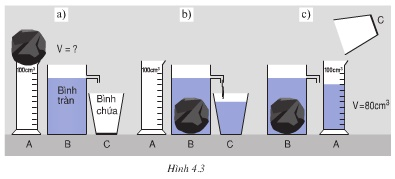 a)
V = ?
100cm³
Bình
tràn
Bình
chứa
A
B
C
b)
100cm³
A
B
C
c)
C
100cm³
V=80cm³
B
A
Hình 4.3